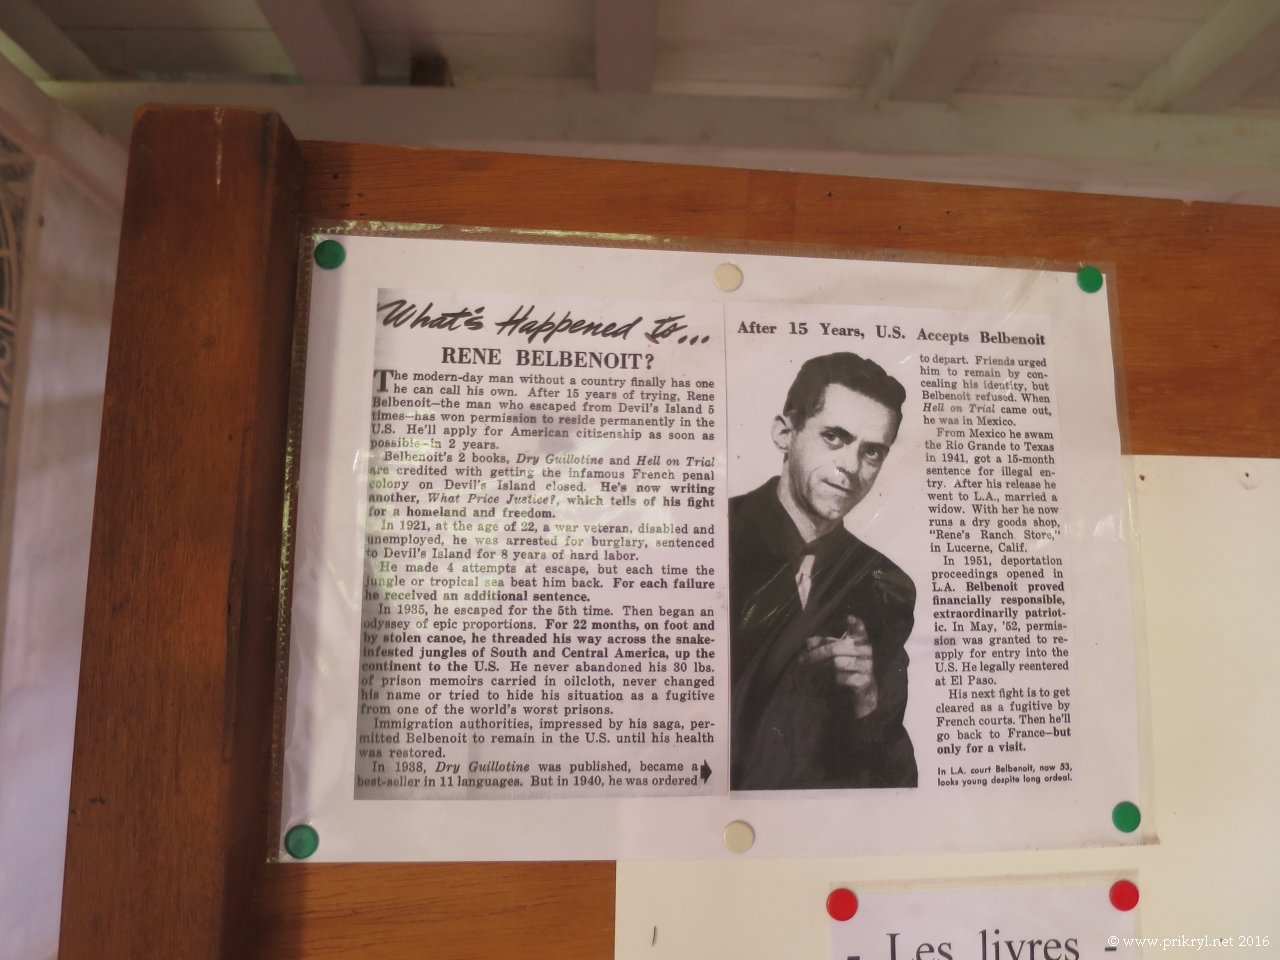 What's Happened To...
RENE BELBENOIT?
The modern-day man without a country finally has one
he can call his own. After 15 years of trying, Rene
Belbenoit—the man who escaped from Devil's Island 5
times—has won permission to reside permanently in the
U.S. He'll apply for American citizenship as soon as
possible—in 2 years.
Belbenoit's 2 books, Dry Guillotine and Hell on Trial
are credited with getting the infamous French penal
colony on Devil's Island closed. He's now writing
another, What Price Justice?, which tells of his fight
for a homeland and freedom.
In 1921, at the age of 22, a war veteran, disabled and
unemployed, he was arrested for burglary, sentenced
to Devil's Island for 8 years of hard labor.
He made 4 attempts at escape, but each time the
jungle or tropical sea beat him back. For each failure
he received an additional sentence.
In 1935, he escaped for the 5th time. Then began an
odyssey of epic proportions. For 22 months, on foot and
by stolen canoe, he threaded his way across the snake-
infested jungles of South and Central America, up the
continent to the U.S. He never abandoned his 30 lbs.
of prison memoirs carried in oilcloth, never changed
his name or tried to hide his situation as a fugitive
from one of the world's worst prisons.
Immigration authorities, impressed by his saga, per-
mitted Belbenoit to remain in the U.S. until his health
was restored.
In 1938, Dry Guillotine was published, became a
best-seller in 11 languages. But in 1940, he was ordered
After 15 Years, U.S. Accepts Belbenoit
to depart. Friends urged
him to remain by con-
cealing his identity, but
Belbenoit refused. When
Hell on Trial came out,
he was in Mexico.
From Mexico he swam
the Rio Grande to Texas
in 1941, got a 15-month
sentence for illegal en-
try. After his release he
went to L.A., married a
widow. With her he now
runs a dry goods shop,
"Rene's Ranch Store,"
in Lucerne, Calif.
In 1951, deportation
proceedings opened in
L.A. Belbenoit proved
financially responsible,
extraordinarily patriot-
ic. In May, '52, permis-
sion was granted to re-
apply for entry into the
U.S. He legally reentered
at El Paso.
His next fight is to get
cleared as a fugitive by
French courts. Then he'll
go back to France—but
only for a visit.
In L.A. court Belbenoit, now 53,
looks young despite long ordeal.
- Les livres -
© www.prikryl.net 2016